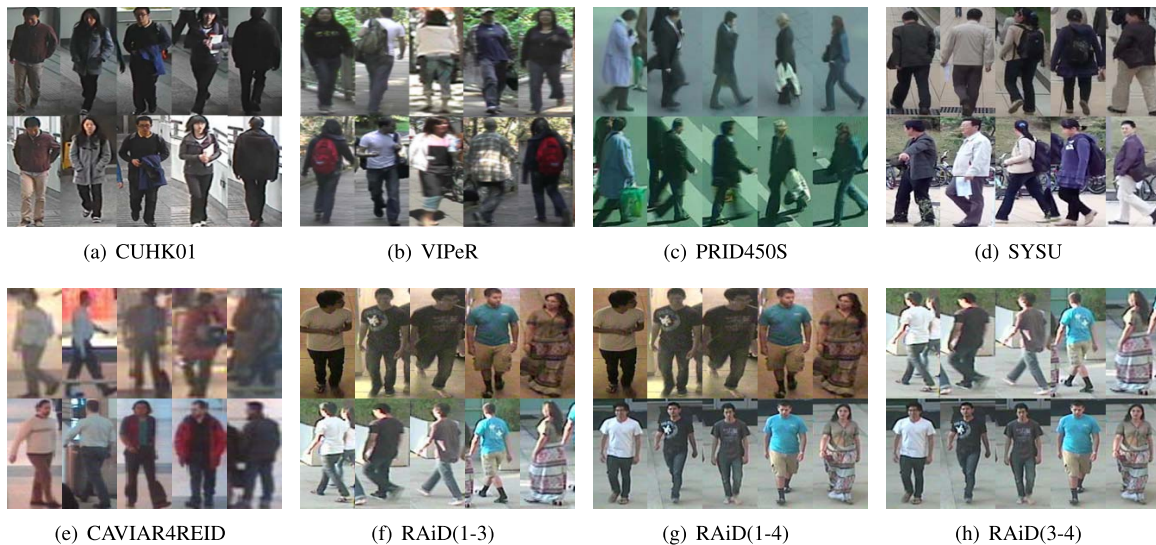 (a) CUHK01
(b) VIPeR
(c) PRID450S
(d) SYSU
(e) CAVIAR4REID
(f) RAiD(1-3)
(g) RAiD(1-4)
(h) RAiD(3-4)